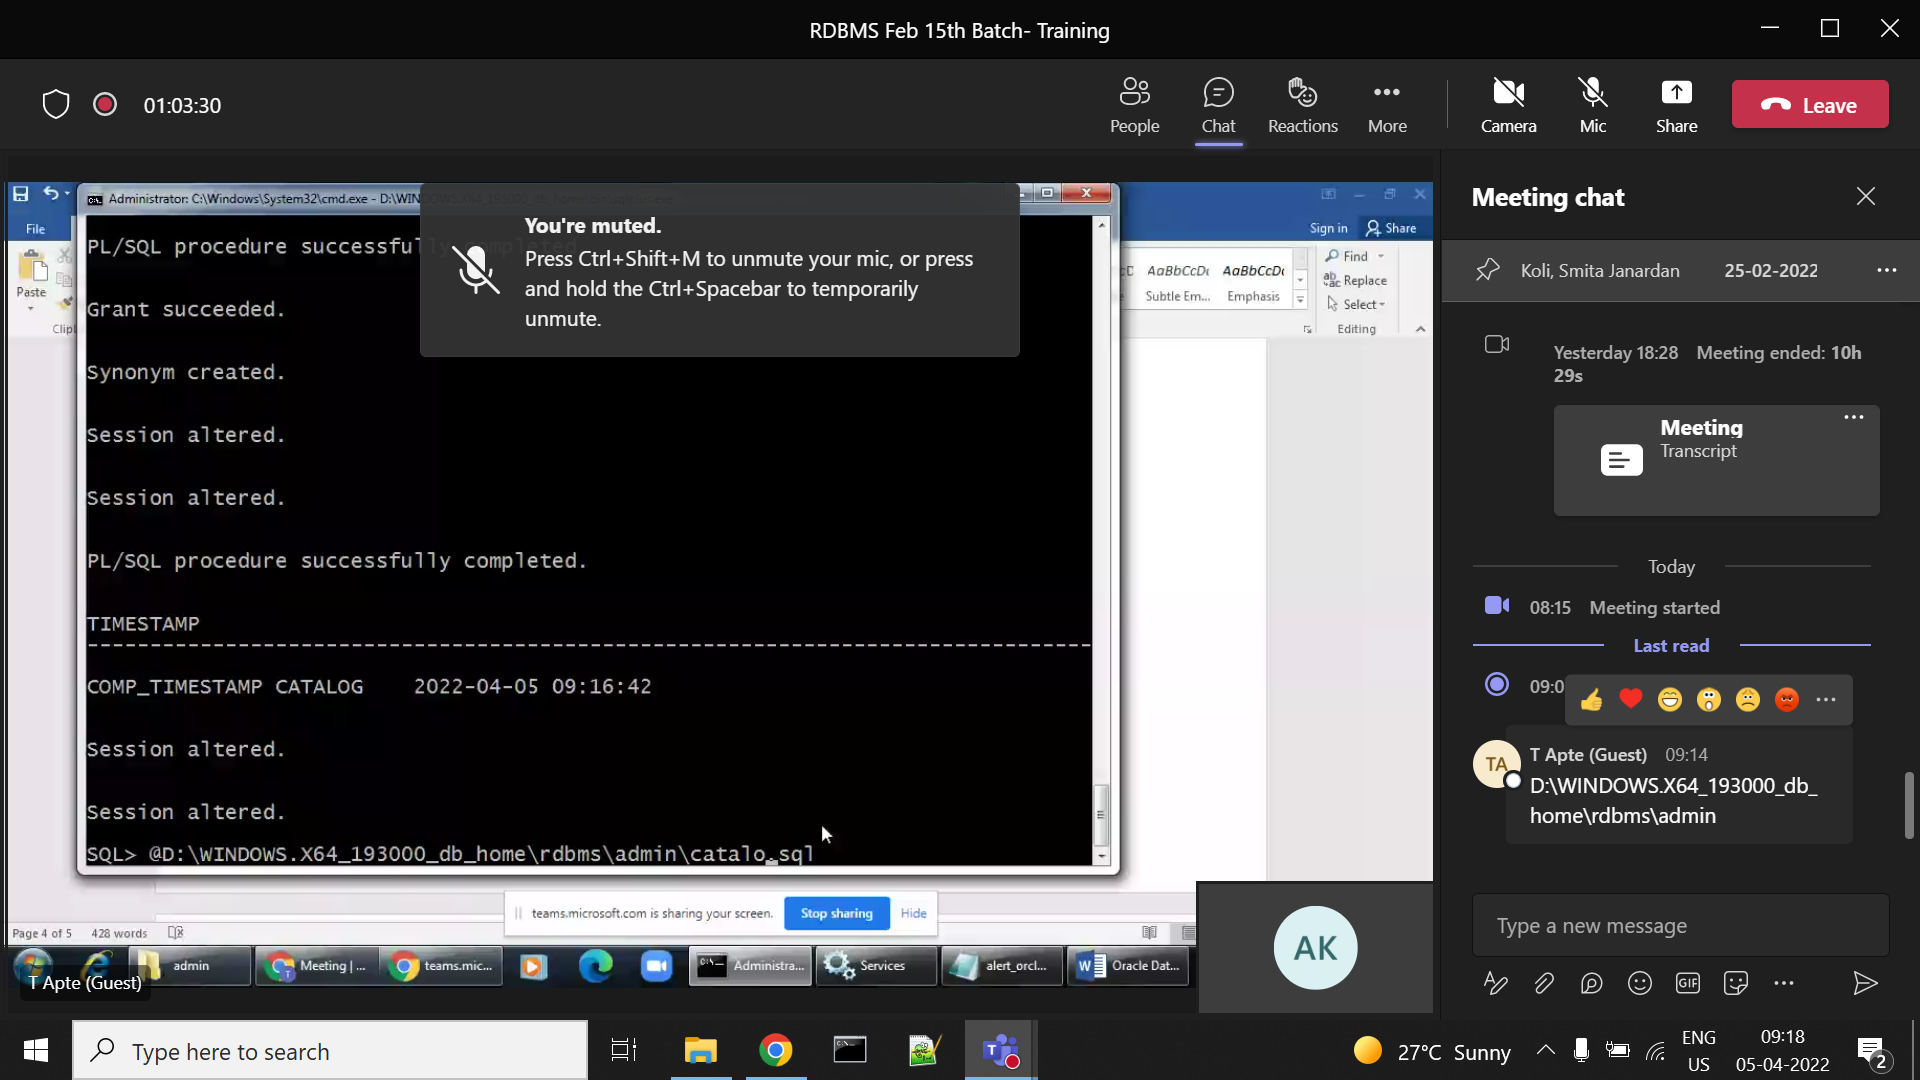 RDBMS Feb 15th Batch- Training
01:03:30
People
Chat
Reactions
More
Camera
Mic
Share
Leave
Administrator: C:\Windows\System32\cmd.exe - D:\WIN
File
Paste
Clipl
Sign in
Share
AaBbCcDc
AaBbCcDc
Subtle Em...
Emphasis
Find
Replace
Select
Editing
You're muted.
Press Ctrl+Shift+M to unmute your mic, or press
and hold the Ctrl+Spacebar to temporarily
unmute.
PL/SQL procedure successfully completed
Grant succeeded.
Synonym created.
Session altered.
Session altered.
PL/SQL procedure successfully completed.
TIMESTAMP
--------------------------------------------------------------------------------
COMP_TIMESTAMP CATALOG    2022-04-05 09:16:42
Session altered.
Session altered.
SQL> @D:\WINDOWS.X64_193000_db_home\rdbms\admin\catalo.sql
teams.microsoft.com is sharing your screen.
Stop sharing
Hide
Page 4 of 5
428 words
admin
Meeting | ...
teams.mic...
Administra...
Services
alert_orcl...
Oracle Dat...
T Apte (Guest)
AK
Meeting chat
Koli, Smita Janardan
25-02-2022
Yesterday 18:28 Meeting ended: 10h
29s
Meeting
Transcript
Today
08:15 Meeting started
Last read
09:0
TA
T Apte (Guest) 09:14
D:\WINDOWS.X64_193000_db_
home\rdbms\admin
Type a new message
GIF
Type here to search
27°C Sunny
ENG
US
09:18
05-04-2022
2